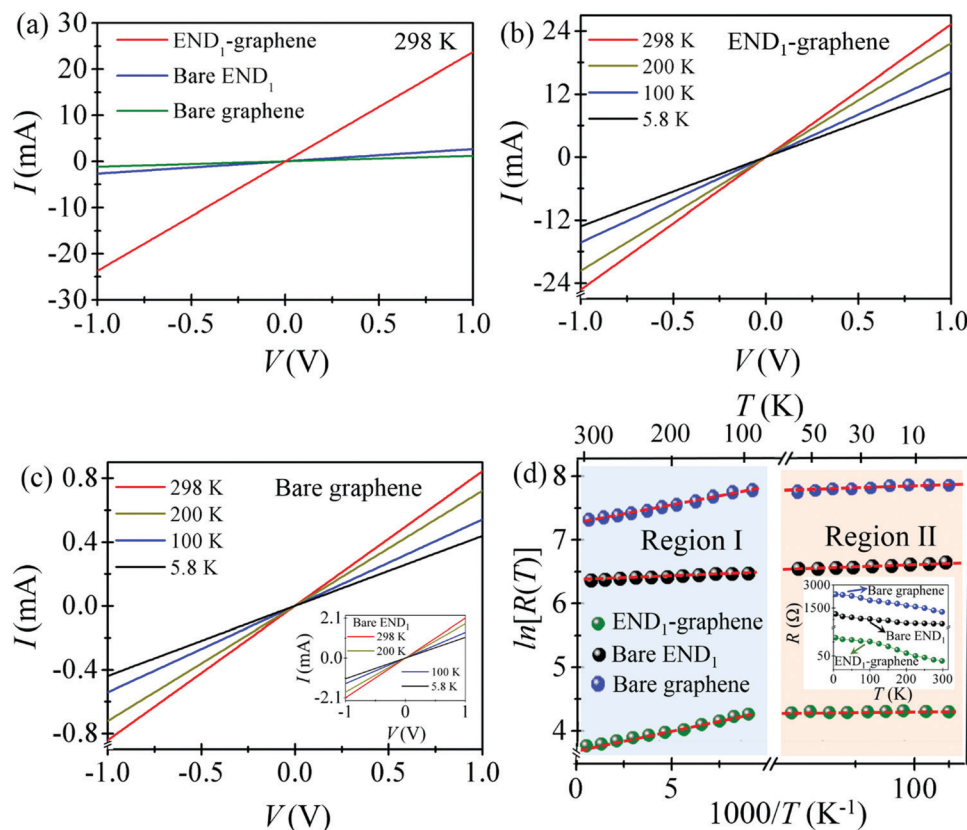 (a)
30
20
10
0
-10
-20
-30
I (mA)
END₁-graphene
Bare END₁
Bare graphene
298 K
-1.0 -0.5 0.0 0.5 1.0
V (V)
(b)
24
12
0
-12
-24
I (mA)
END₁-graphene
298 K
200 K
100 K
5.8 K
-1.0 -0.5 0.0 0.5 1.0
V (V)
(c)
0.8
0.4
0.0
-0.4
-0.8
I (mA)
Bare graphene
298 K
200 K
100 K
5.8 K
2.1
0.0
-2.1
I (mA)
Bare END₁
298 K
200 K
100 K
5.8 K
-1 0 1
V (V)
-1.0 -0.5 0.0 0.5 1.0
V (V)
T (K)
300 200 100 50 30 10
(d)
8
7
6
5
4
ln[R(T)]
Region I
Region II
END₁-graphene
Bare END₁
Bare graphene
3000
1500
50
R (Ω)
Bare graphene
Bare END₁
END₁-graphene
0 100 200 300
T (K)
0 5 100
1000/T (K⁻¹)